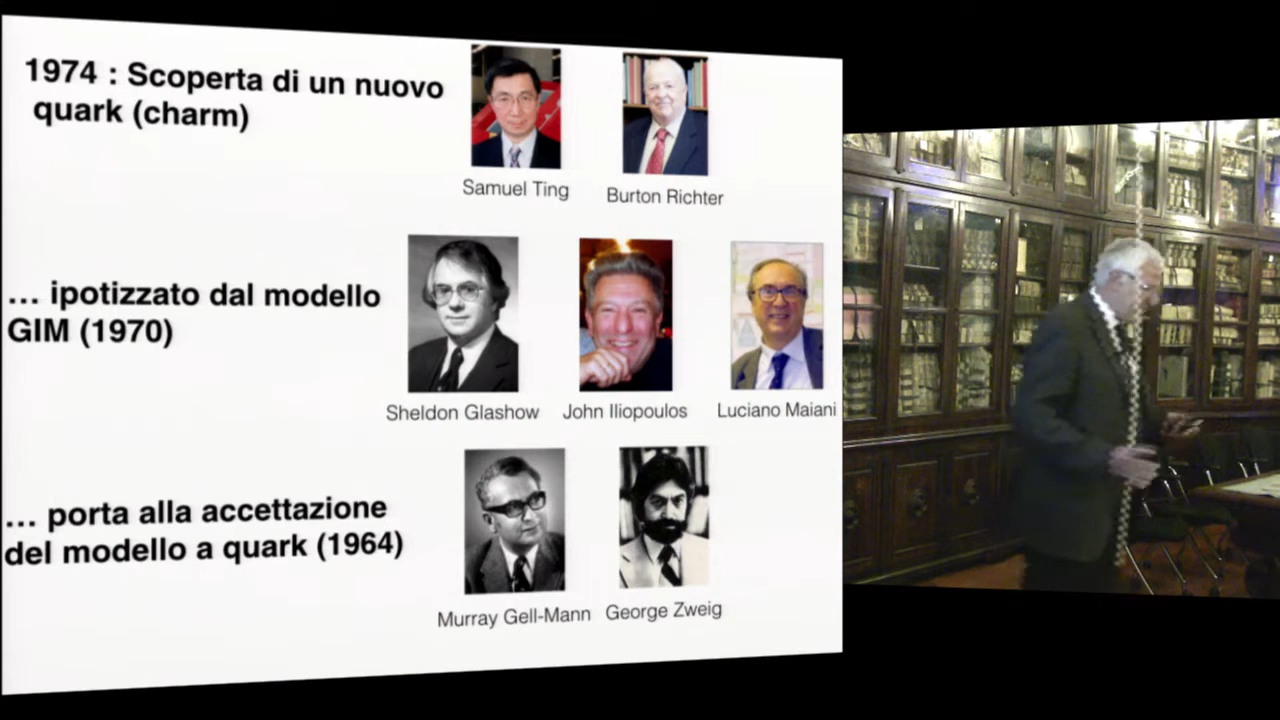 1974 : Scoperta di un nuovo
quark (charm)
Samuel Ting
Burton Richter
… ipotizzato dal modello
GIM (1970)
Sheldon Glashow
John Iliopoulos
Luciano Maiani
… porta alla accettazione
del modello a quark (1964)
Murray Gell-Mann
George Zweig